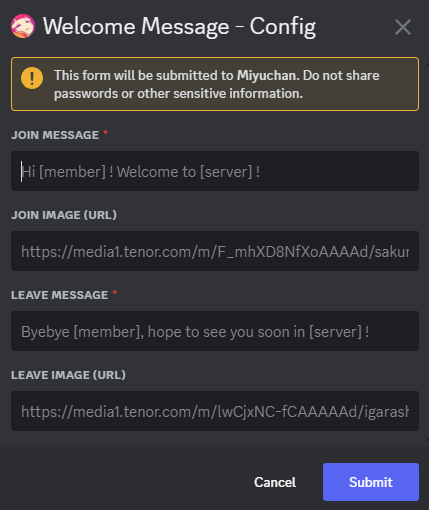 Welcome Message - Config
This form will be submitted to Miyuchan. Do not share
passwords or other sensitive information.
JOIN MESSAGE *
Hi [member] ! Welcome to [server] !
JOIN IMAGE (URL)
https://media1.tenor.com/m/F_mhXD8NfXoAAAAd/sakur
LEAVE MESSAGE *
Byebye [member], hope to see you soon in [server] !
LEAVE IMAGE (URL)
https://media1.tenor.com/m/lwCjxNC-fCAAAAAd/igarash
Cancel
Submit